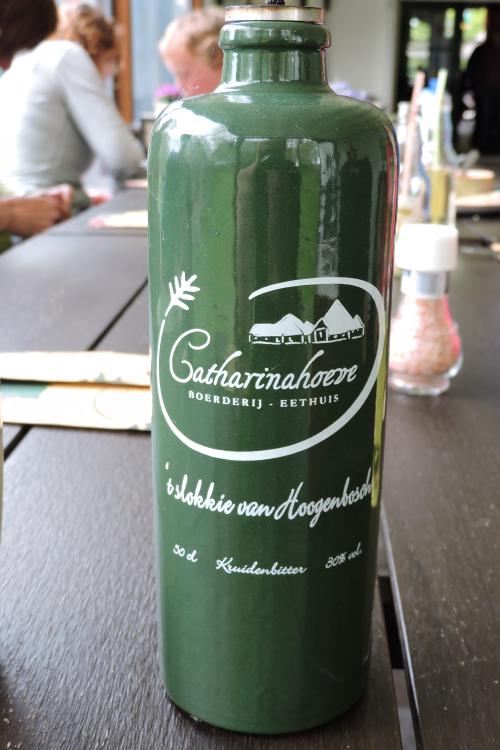 Catharinahoeve
BOERDERIJ - EETHUIS
't slokkie van Hoogenbosch
50 cl Kruidenbitter 30% vol.